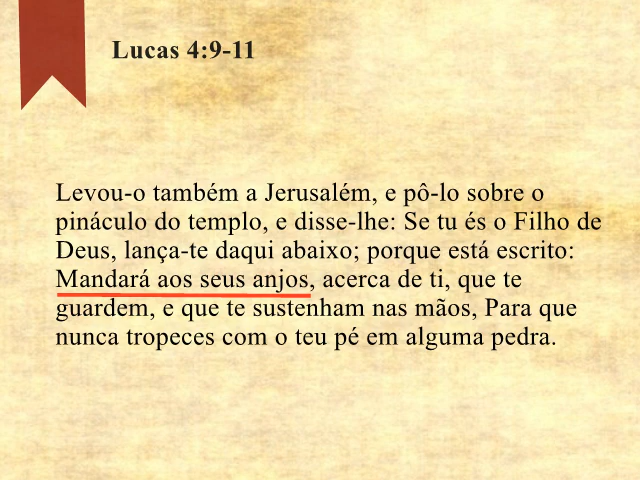 Lucas 4:9-11
Levou-o também a Jerusalém, e pô-lo sobre o
pináculo do templo, e disse-lhe: Se tu és o Filho de
Deus, lança-te daqui abaixo; porque está escrito:
Mandará aos seus anjos, acerca de ti, que te
guardem, e que te sustenham nas mãos, Para que
nunca tropeces com o teu pé em alguma pedra.